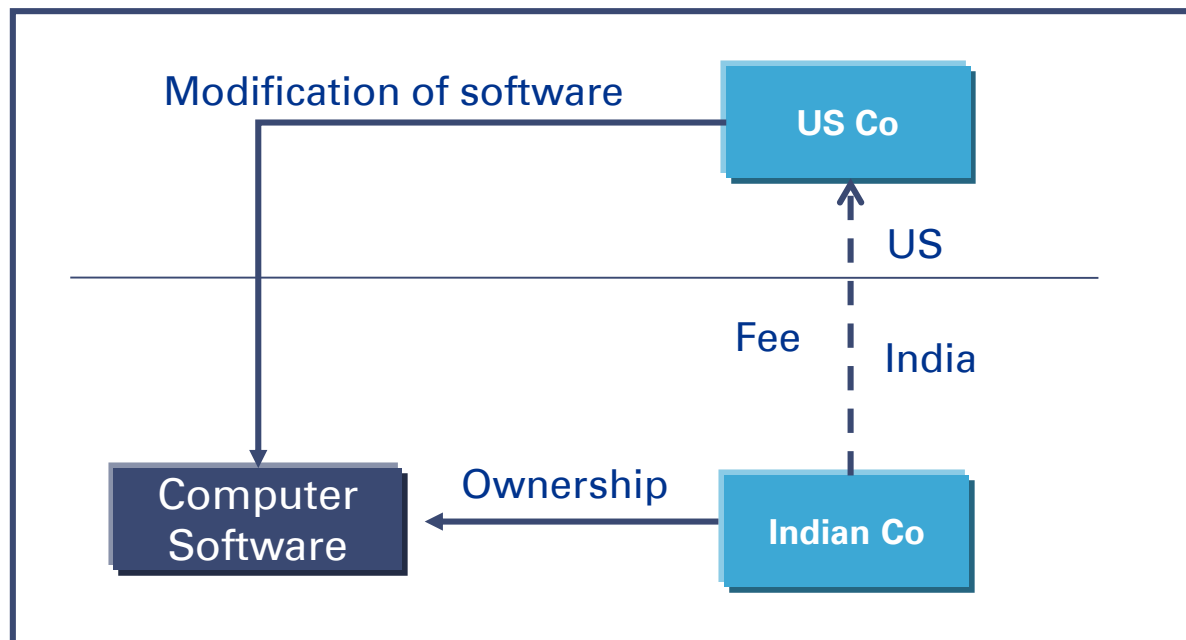 Modification of software
US Co
US
Fee
India
Ownership
Computer
Software
Indian Co